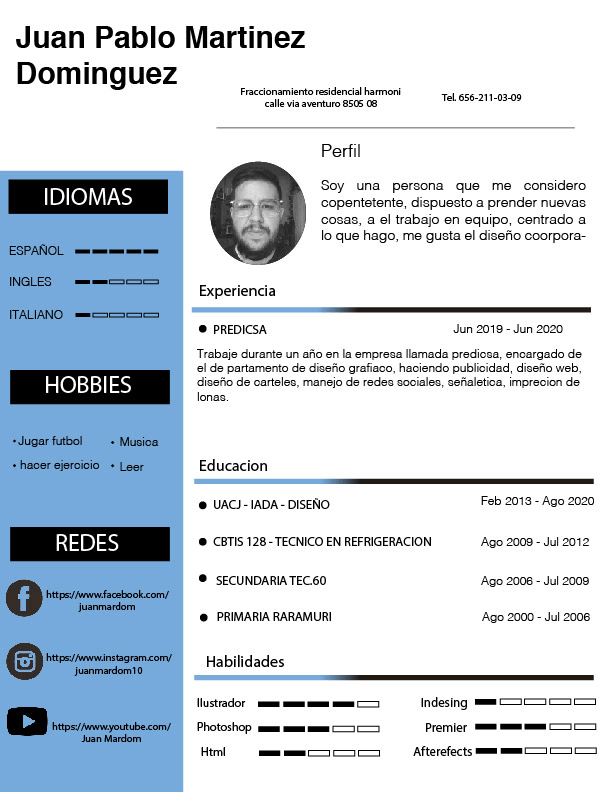 Juan Pablo Martinez
Dominguez
Fraccionamiento residencial harmoni
calle via aventuro 8505 08
Tel. 656-211-03-09
Perfil
Soy una persona que me considero
copentetente, dispuesto a prender nuevas
cosas, a el trabajo en equipo, centrado a
lo que hago, me gusta el diseño coorpora-
IDIOMAS
ESPAÑOL
INGLES
ITALIANO
HOBBIES
• Jugar futbol
• Musica
• hacer ejercicio
• Leer
REDES
https://www.facebook.com/
juanmardom
https://www.instagram.com/
juanmardom10
https://www.youtube.com/
Juan Mardom
Experiencia
• PREDICSA
Jun 2019 - Jun 2020
Trabaje durante un año en la empresa llamada predicsa, encargado de
el de partamento de diseño grafiaco, haciendo publicidad, diseño web,
diseño de carteles, manejo de redes sociales, señaletica, imprecion de
lonas.
Educacion
• UACJ - IADA - DISEÑO
Feb 2013 - Ago 2020
• CBTIS 128 - TECNICO EN REFRIGERACION
Ago 2009 - Jul 2012
• SECUNDARIA TEC.60
Ago 2006 - Jul 2009
• PRIMARIA RARAMURI
Ago 2000 - Jul 2006
Habilidades
Ilustrador
Photoshop
Html
Indesing
Premier
Afterefects